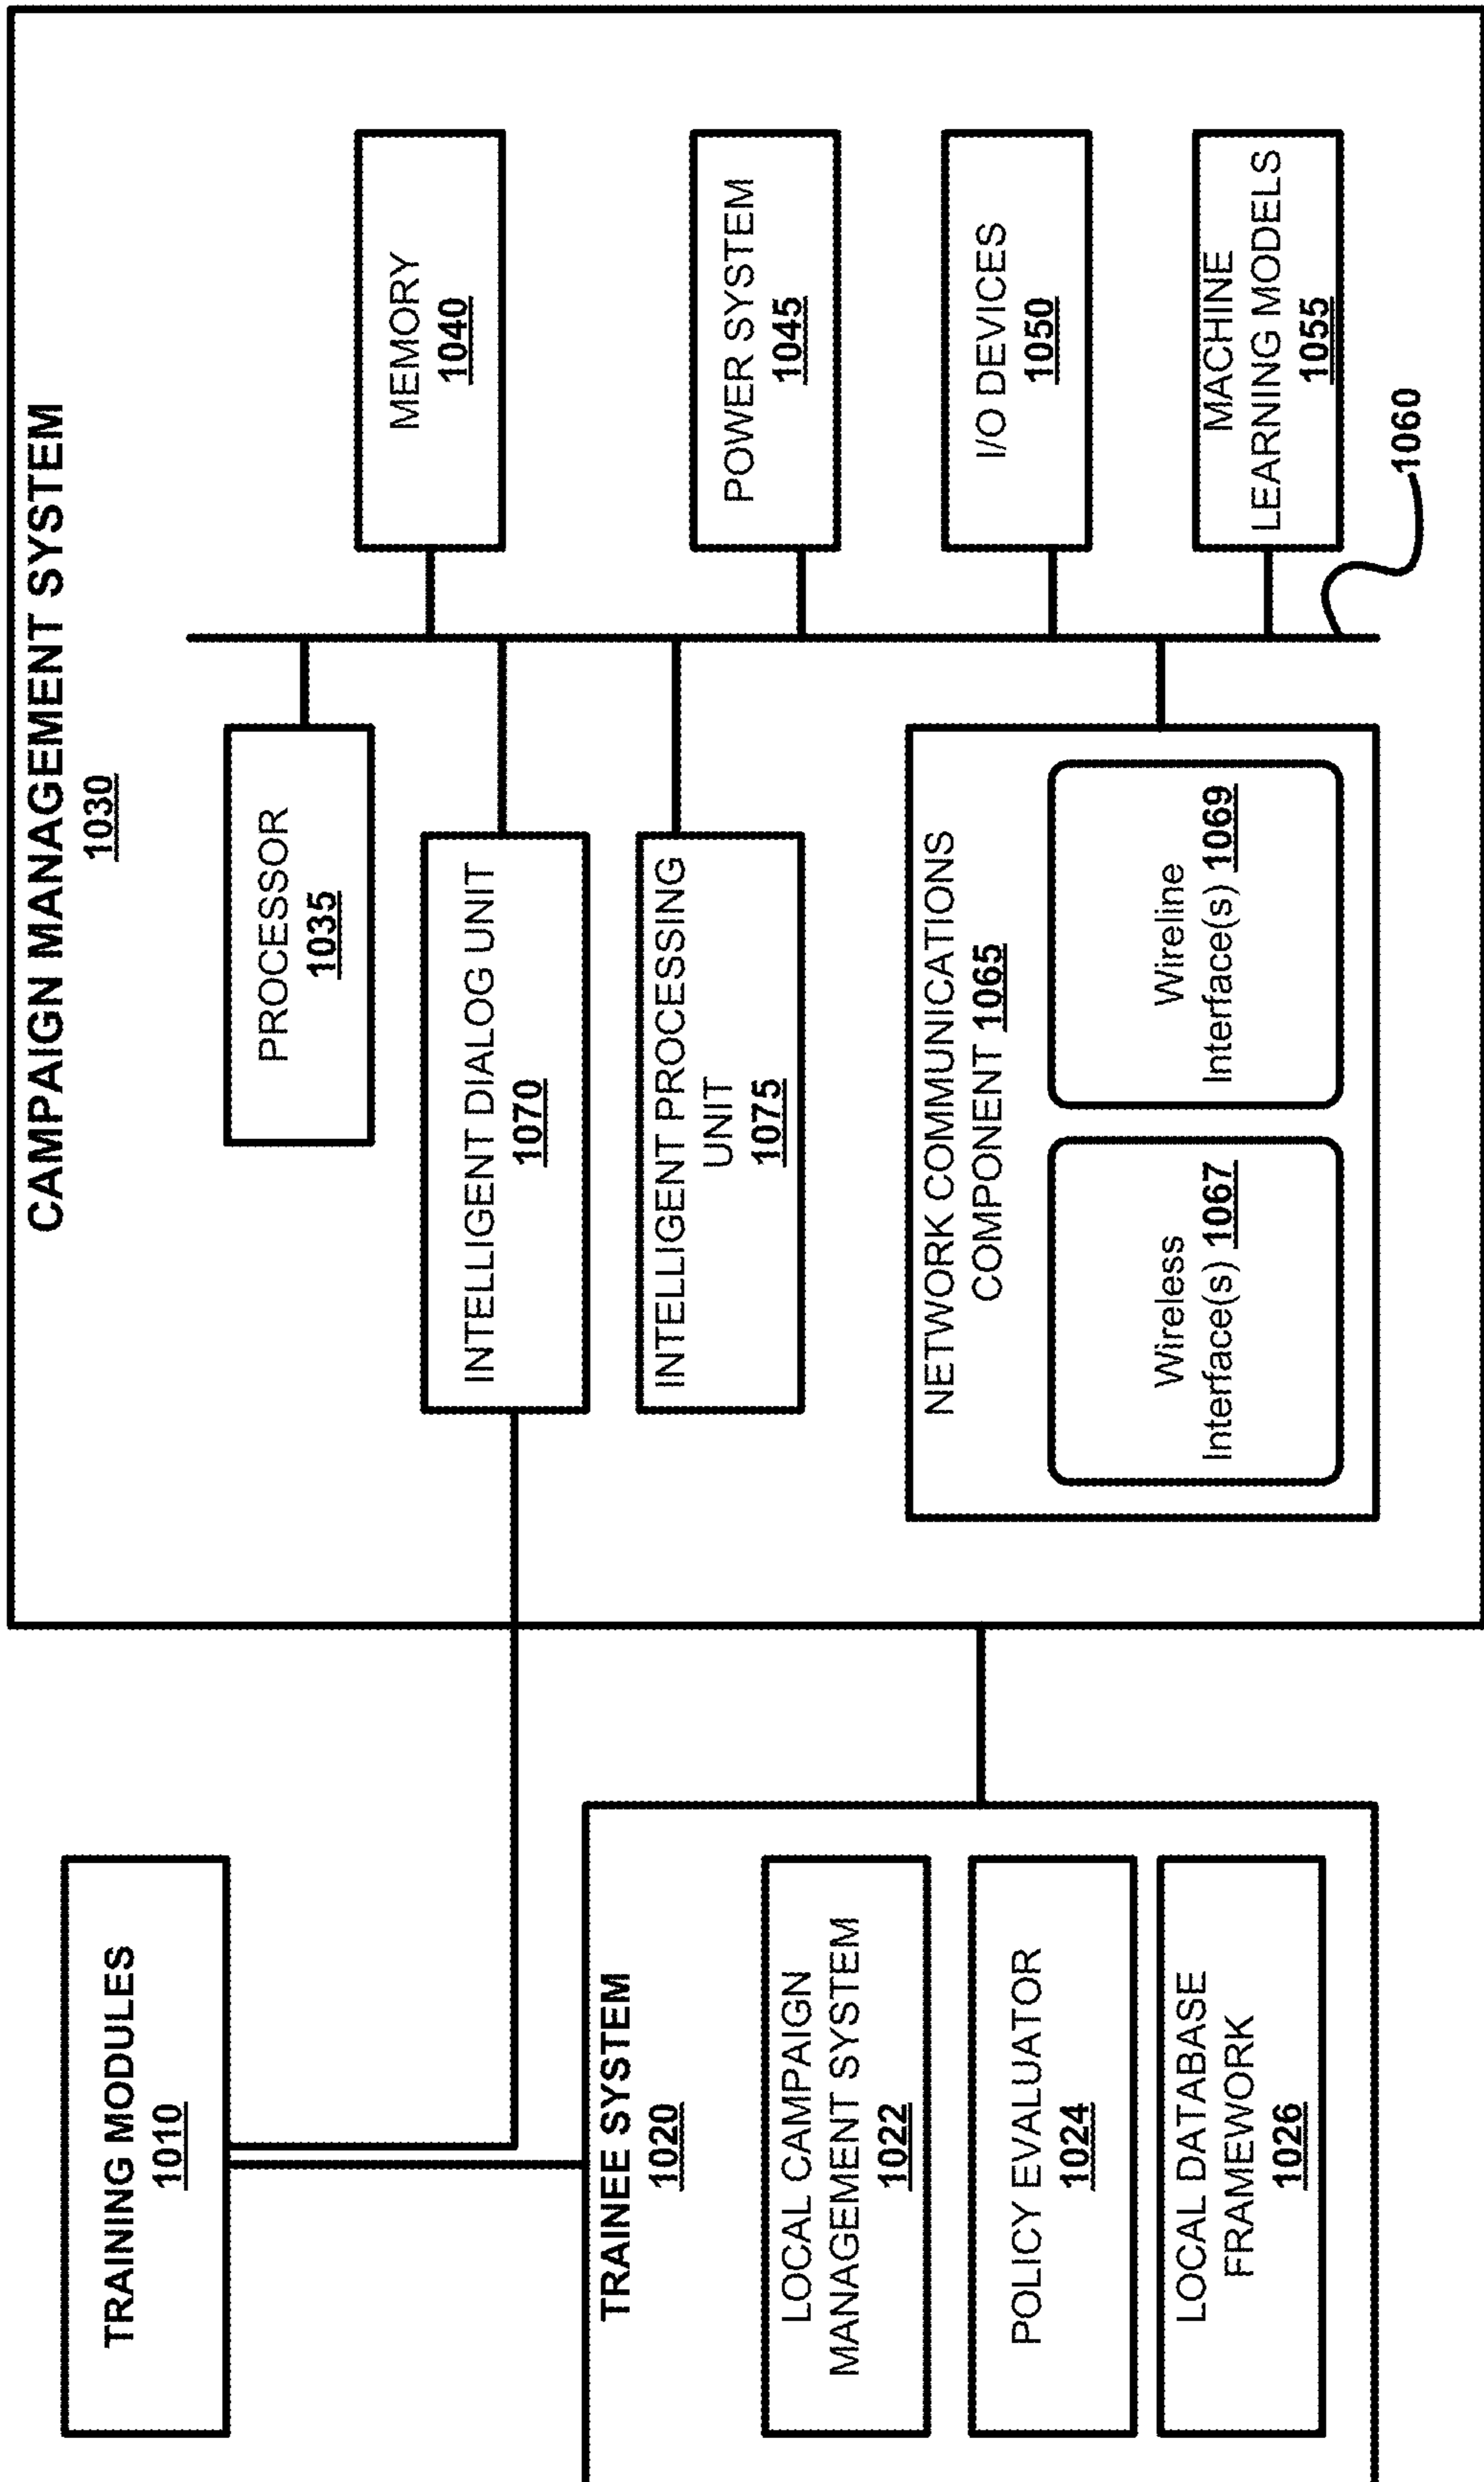 TRAINING MODULES
1010
TRAINEE SYSTEM
1020
LOCAL CAMPAIGN
MANAGEMENT SYSTEM
1022
POLICY EVALUATOR
1024
LOCAL DATABASE
FRAMEWORK
1026
CAMPAIGN MANAGEMENT SYSTEM
1030
PROCESSOR
1035
INTELLIGENT DIALOG UNIT
1070
INTELLIGENT PROCESSING
UNIT
1075
NETWORK COMMUNICATIONS
COMPONENT 1065
Wireless
Interface(s) 1067
Wireline
Interface(s) 1069
MEMORY
1040
POWER SYSTEM
1045
I/O DEVICES
1050
MACHINE
LEARNING MODELS
1055
1060